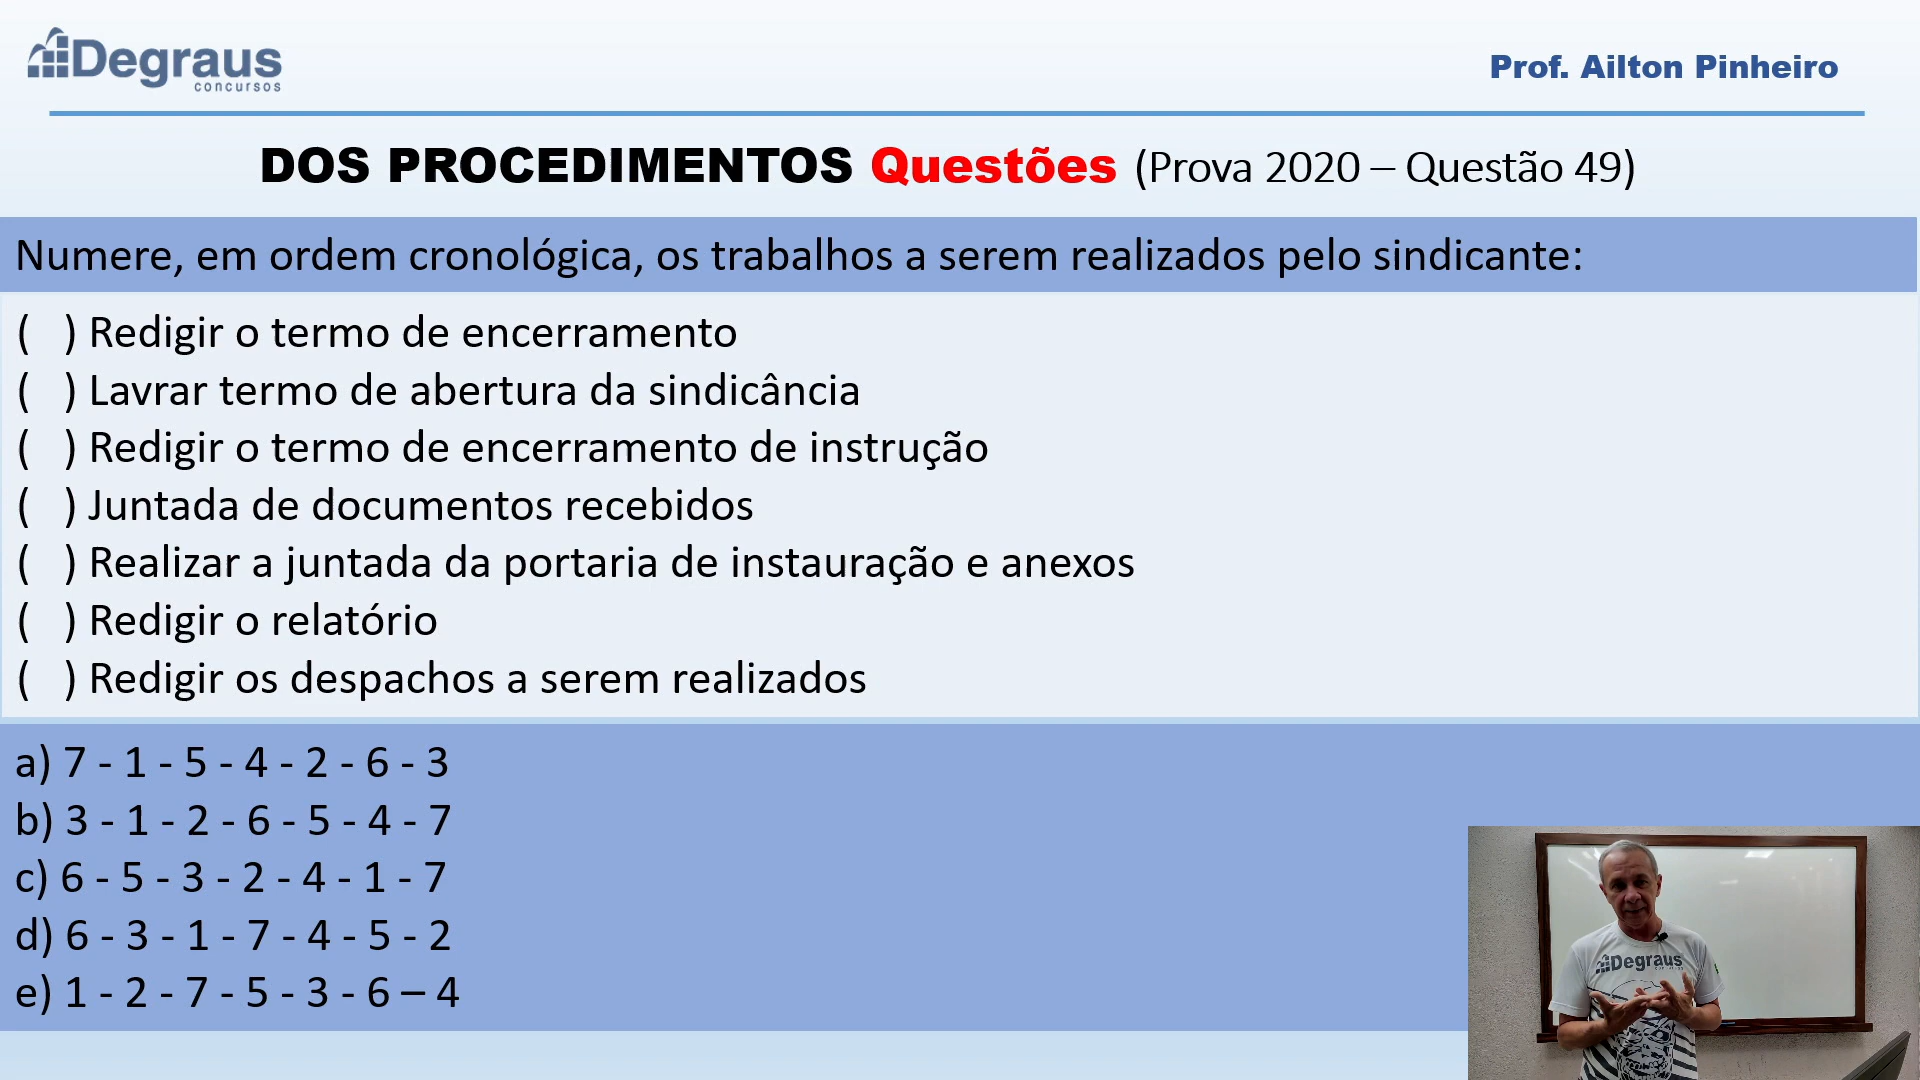 Degraus
concursos
Prof. Ailton Pinheiro
DOS PROCEDIMENTOS Questões (Prova 2020 – Questão 49)
Numere, em ordem cronológica, os trabalhos a serem realizados pelo sindicante:
( ) Redigir o termo de encerramento
( ) Lavrar termo de abertura da sindicância
( ) Redigir o termo de encerramento de instrução
( ) Juntada de documentos recebidos
( ) Realizar a juntada da portaria de instauração e anexos
( ) Redigir o relatório
( ) Redigir os despachos a serem realizados
a) 7 - 1 - 5 - 4 - 2 - 6 - 3
b) 3 - 1 - 2 - 6 - 5 - 4 - 7
c) 6 - 5 - 3 - 2 - 4 - 1 - 7
d) 6 - 3 - 1 - 7 - 4 - 5 - 2
e) 1 - 2 - 7 - 5 - 3 - 6 – 4
Degraus